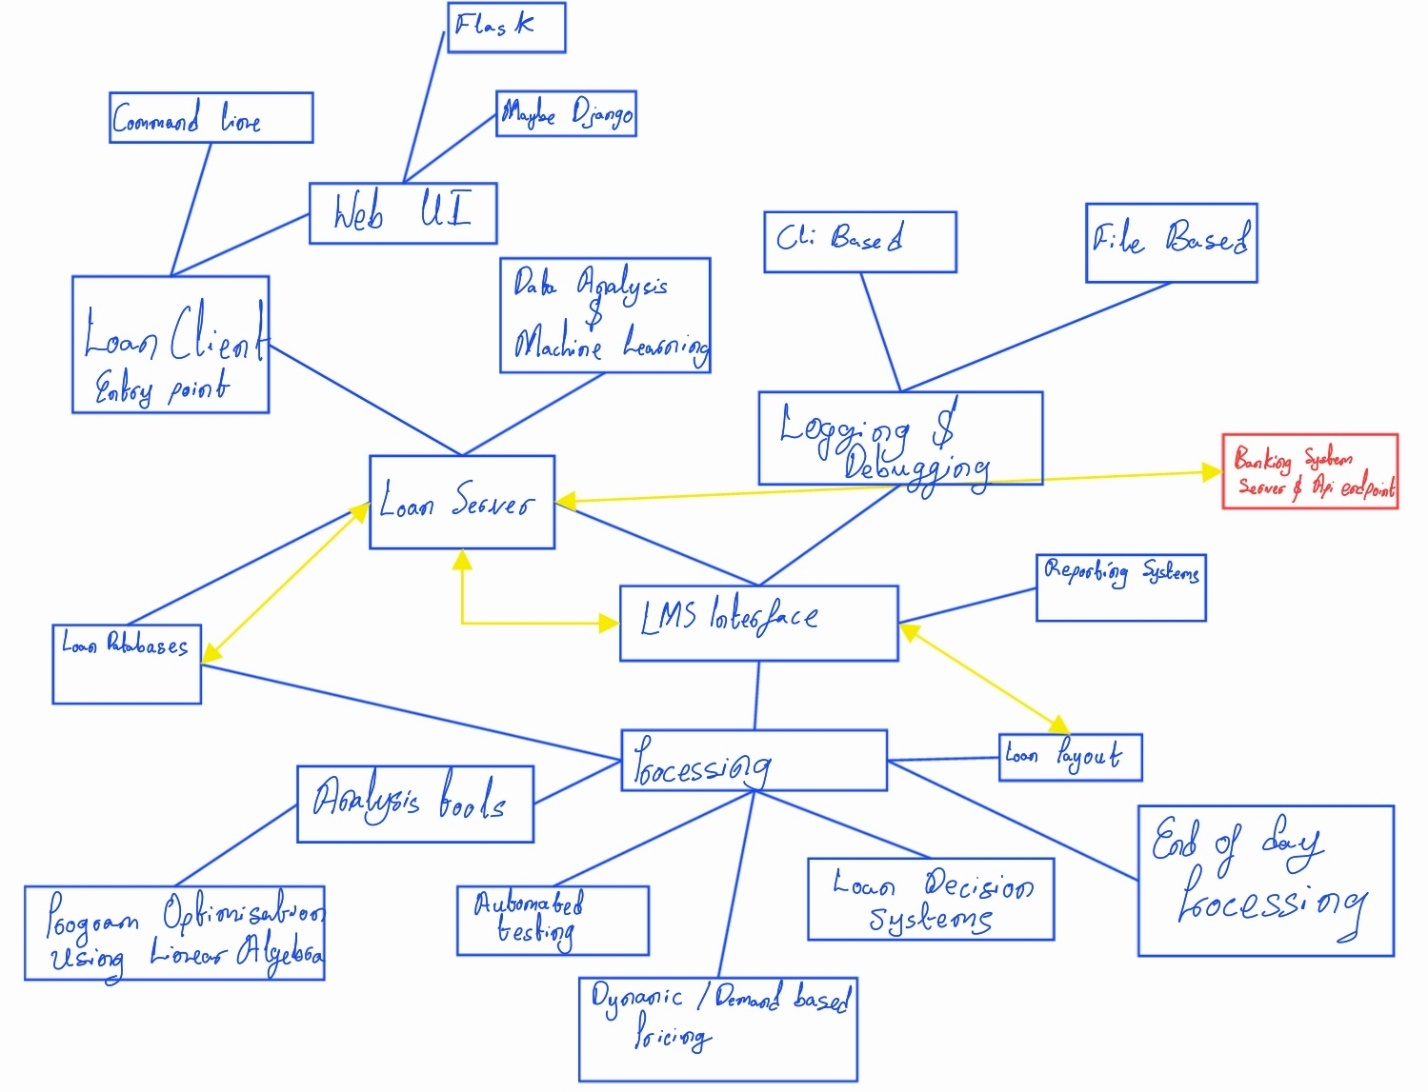 Flask
Command line
Maybe Django
Web UI
Cli Based
File Based
Data Analysis
&
Machine Learning
Loan Client
Entry point
Logging &
Debugging
Banking System
Server & Api endpoint
Loan Server
Reporting Systems
LMS Interface
Loan Databases
Processing
Loan Payout
Analysis tools
End of day
Processing
Loan Decision
Systems
Automated
testing
Program Optimisation
using Linear Algebra
Dynamic / Demand based
Pricing